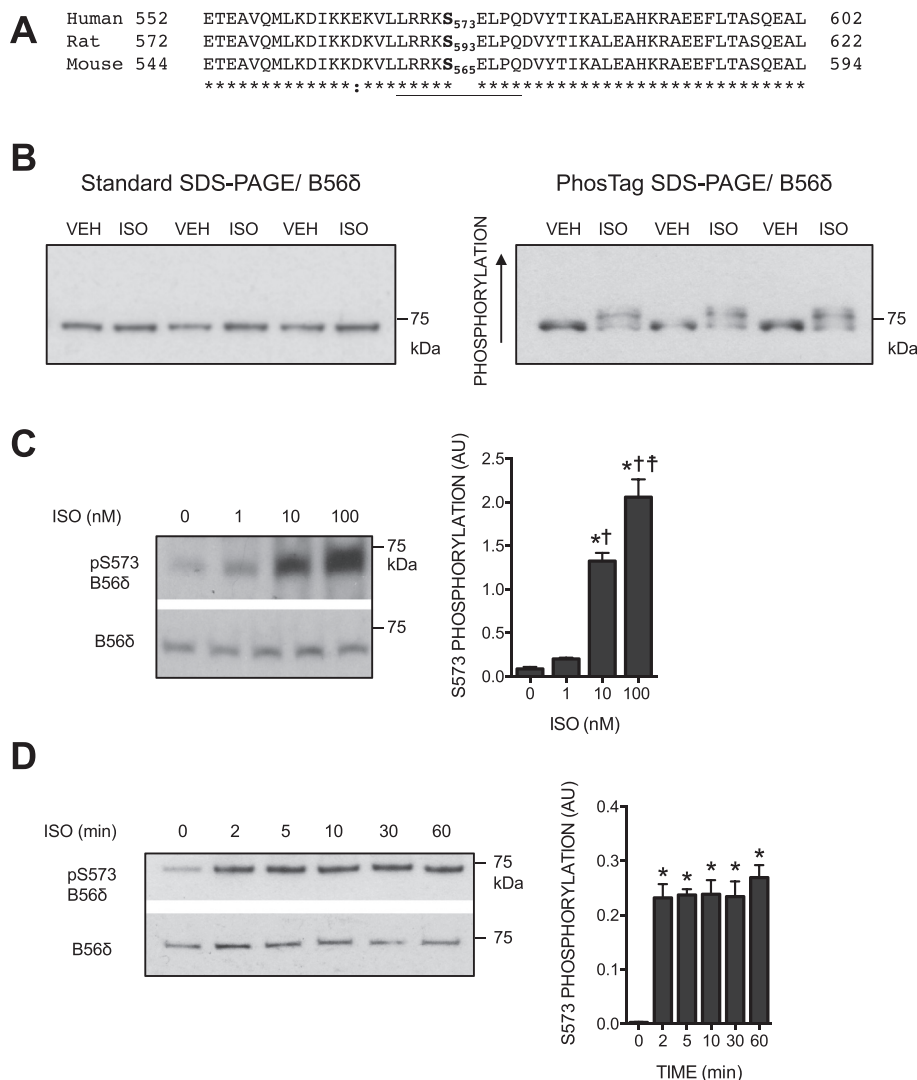 A
Human 552 ETEAVQMLKDIKKEKVLLRRKS573ELPQDVYTIKALEAHKRAEEFLTASQEAL 602
Rat 572 ETEAVQMLKDIKKDKVLLRRKS593ELPQDVYTIKALEAHKRAEEFLTASQEAL 622
Mouse 544 ETEAVQMLKDIKKDKVLLRRKS565ELPQDVYTIKALEAHKRAEEFLTASQEAL 594
*************:******** *****************************
B
Standard SDS-PAGE/ B56δ
VEH ISO VEH ISO VEH ISO
75
kDa
PhosTag SDS-PAGE/ B56δ
PHOSPHORYLATION
VEH ISO VEH ISO VEH ISO
75
kDa
C
ISO (nM) 0 1 10 100
pS573
B56δ
75
kDa
B56δ
75
S573 PHOSPHORYLATION (AU)
2.5
2.0
1.5
1.0
0.5
0.0
*†
*††
0 1 10 100
ISO (nM)
D
ISO (min) 0 2 5 10 30 60
pS573
B56δ
75
kDa
B56δ
75
S573 PHOSPHORYLATION (AU)
0.4
0.3
0.2
0.1
0.0
* * * * *
0 2 5 10 30 60
TIME (min)